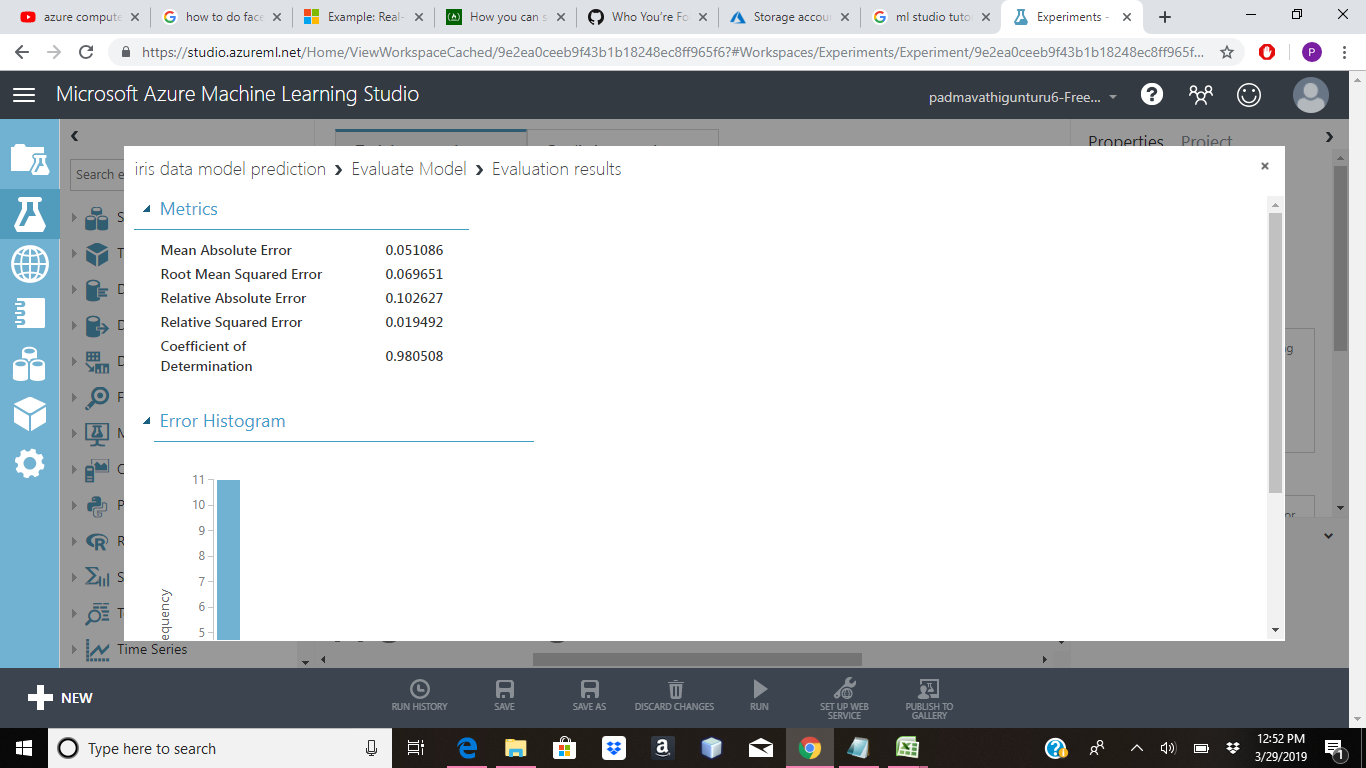 azure compute
how to do face
Example: Real-
How you can s
Who You're Fo
Storage accou
ml studio tuto
Experiments -
https://studio.azureml.net/Home/ViewWorkspaceCached/9e2ea0ceeb9f43b1b18248ec8ff965f6?#Workspaces/Experiments/Experiment/9e2ea0ceeb9f43b1b18248ec8ff965f...
P
Microsoft Azure Machine Learning Studio
padmavathigunturu6-Free...
Properties Project
Search e
iris data model prediction › Evaluate Model › Evaluation results
Metrics
Mean Absolute Error 0.051086
Root Mean Squared Error 0.069651
Relative Absolute Error 0.102627
Relative Squared Error 0.019492
Coefficient of
Determination 0.980508
Error Histogram
11
10
9
8
7
6
5
equency
Time Series
NEW
RUN HISTORY
SAVE
SAVE AS
DISCARD CHANGES
RUN
SET UP WEB
SERVICE
PUBLISH TO
GALLERY
Type here to search
12:52 PM
3/29/2019
1